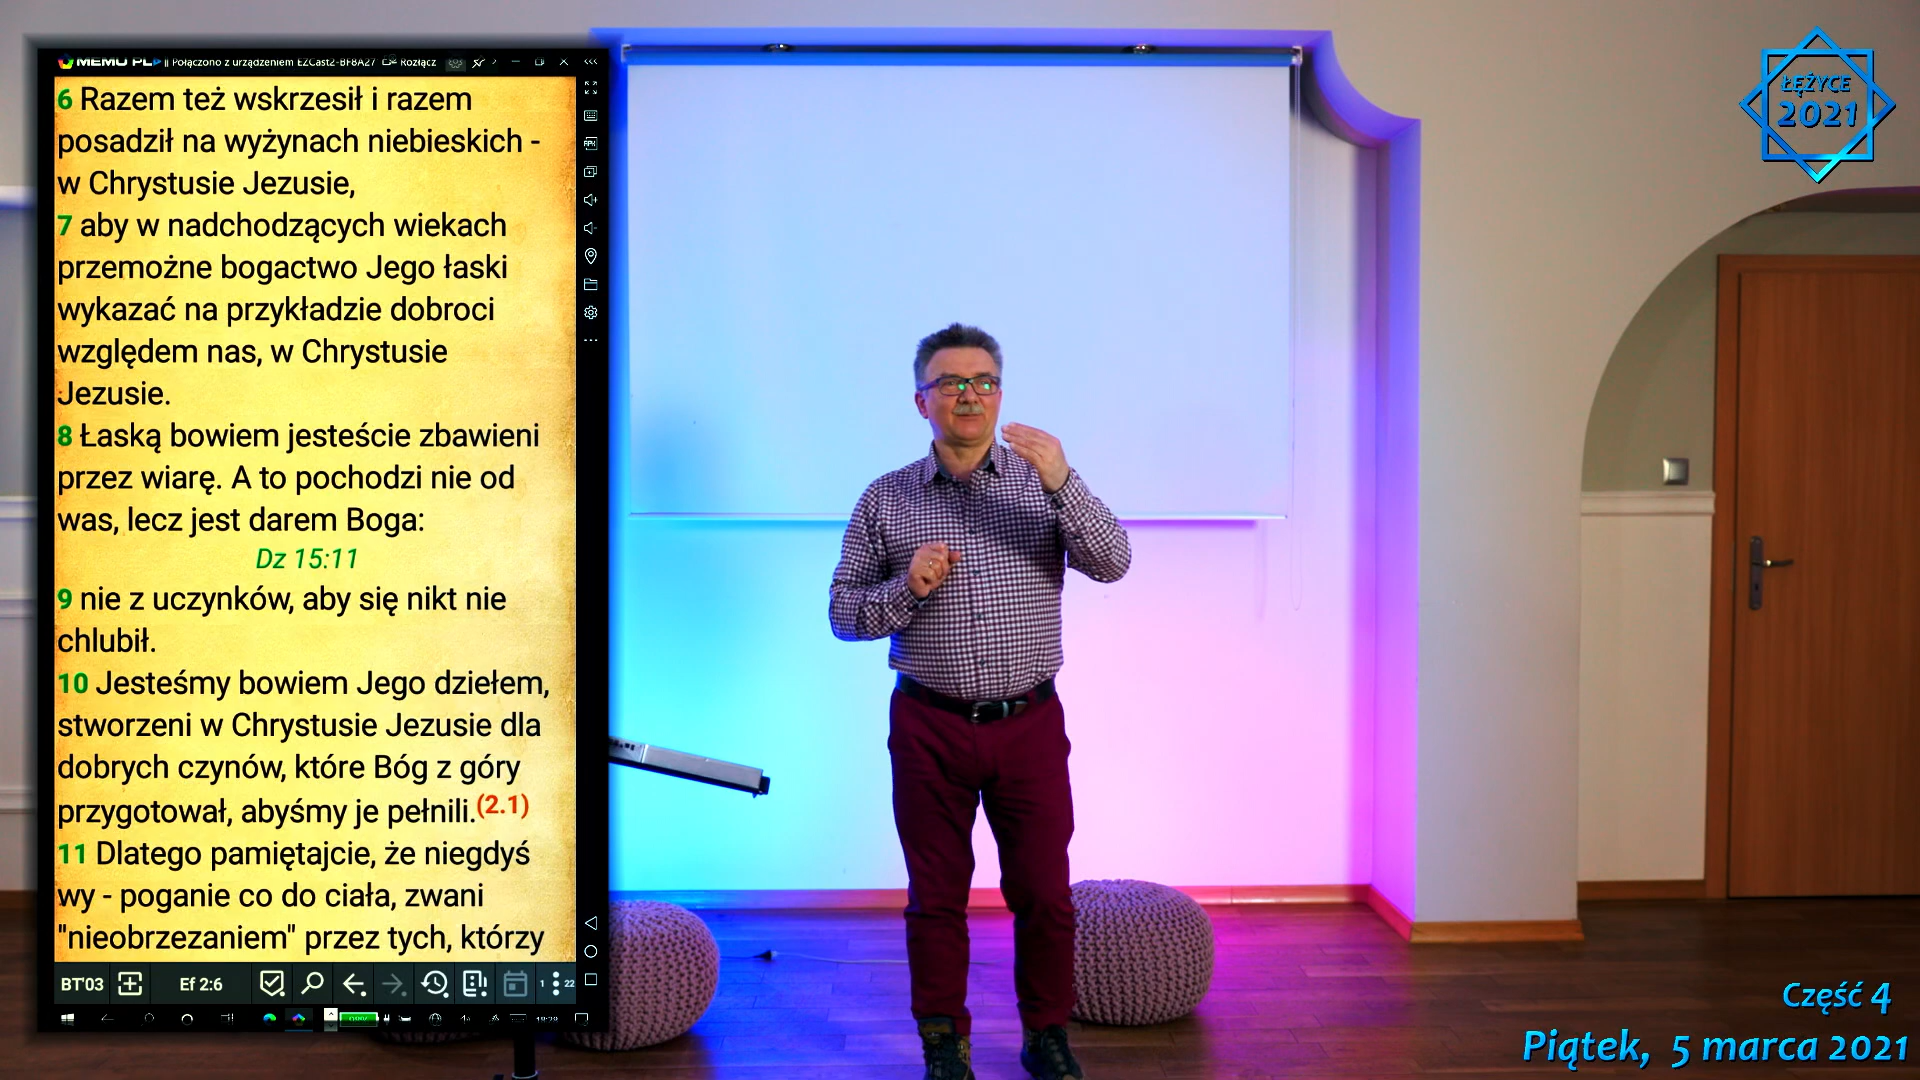 MEMU PL
Połączono z urządzeniem EZCast2-BF8A27
Rozłącz
6 Razem też wskrzesił i razem
posadził na wyżynach niebieskich -
w Chrystusie Jezusie,
7 aby w nadchodzących wiekach
przemożne bogactwo Jego łaski
wykazać na przykładzie dobroci
względem nas, w Chrystusie
Jezusie.
8 Łaską bowiem jesteście zbawieni
przez wiarę. A to pochodzi nie od
was, lecz jest darem Boga:
Dz 15:11
9 nie z uczynków, aby się nikt nie
chlubił.
10 Jesteśmy bowiem Jego dziełem,
stworzeni w Chrystusie Jezusie dla
dobrych czynów, które Bóg z góry
przygotował, abyśmy je pełnili.(2.1)
11 Dlatego pamiętajcie, że niegdyś
wy - poganie co do ciała, zwani
"nieobrzezaniem" przez tych, którzy
BT'03
Ef 2:6
1
22
ŁĘŻYCE
2021
Część 4
Piątek, 5 marca 2021